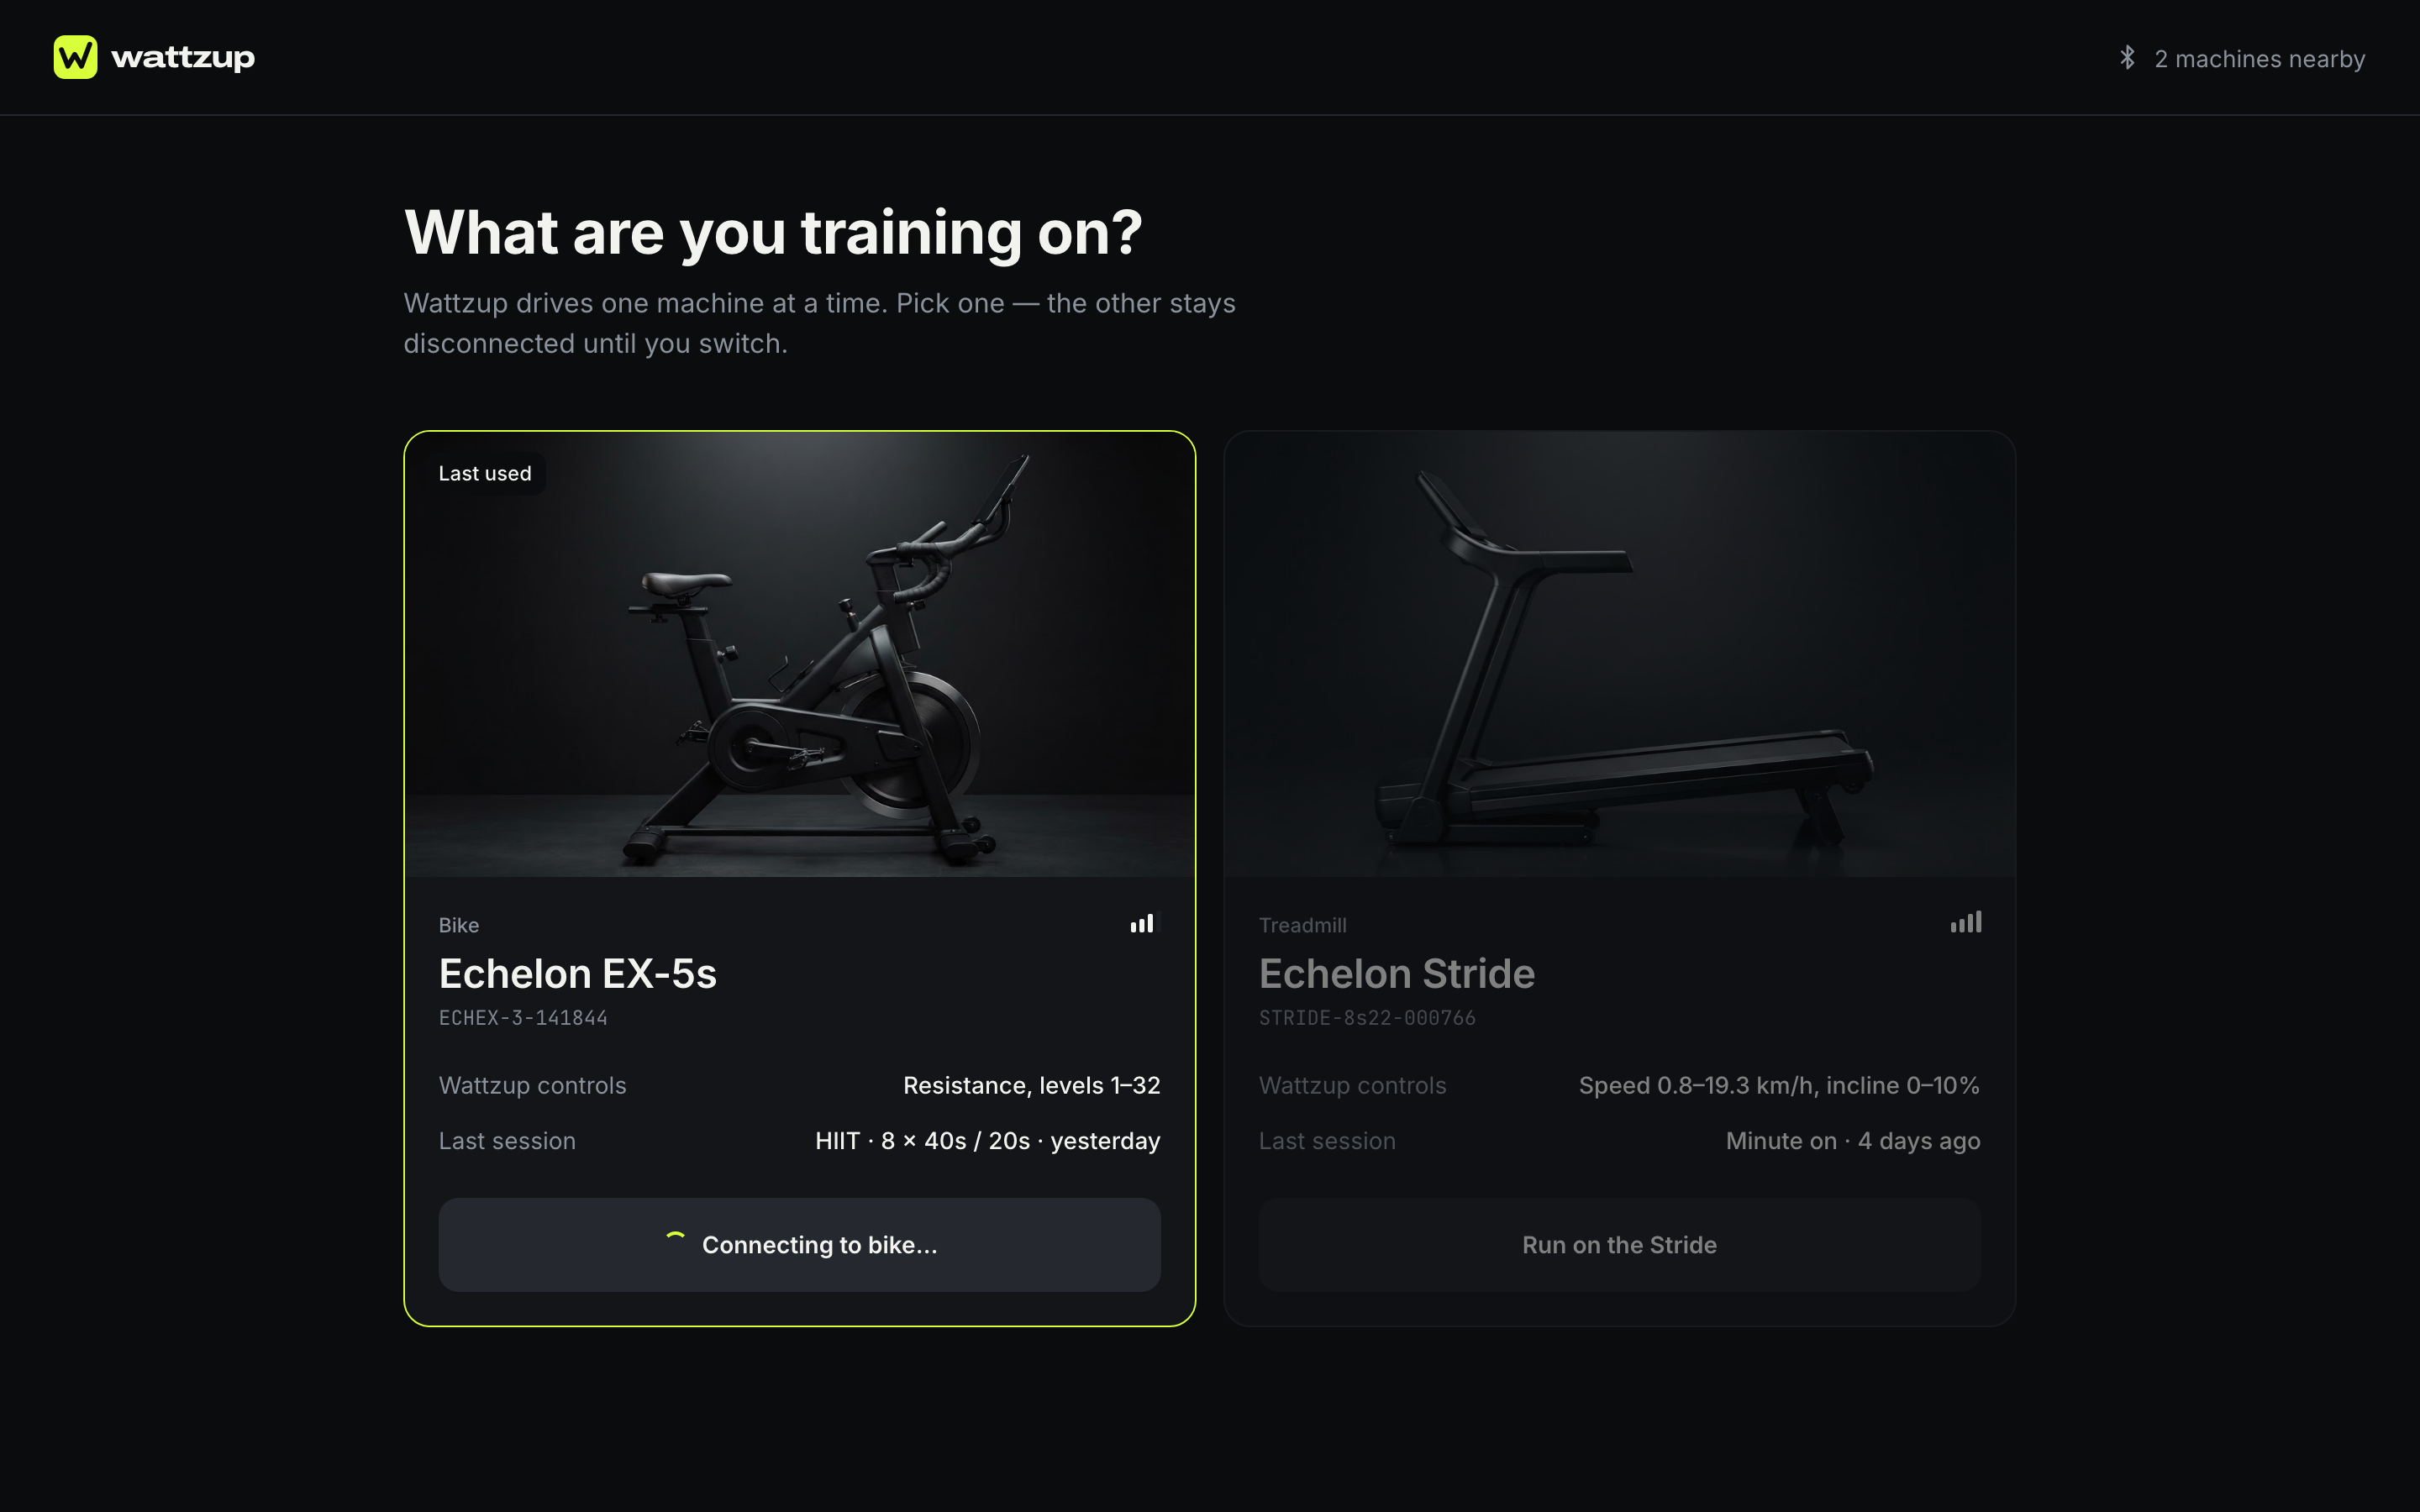 wattzup
2 machines nearby
What are you training on?
Wattzup drives one machine at a time. Pick one — the other stays
disconnected until you switch.
Last used
Bike
Echelon EX-5s
ECHEX-3-141844
Wattzup controls
Resistance, levels 1–32
Last session
HIIT · 8 × 40s / 20s · yesterday
Connecting to bike...
Treadmill
Echelon Stride
STRIDE-8s22-000766
Wattzup controls
Speed 0.8–19.3 km/h, incline 0–10%
Last session
Minute on · 4 days ago
Run on the Stride